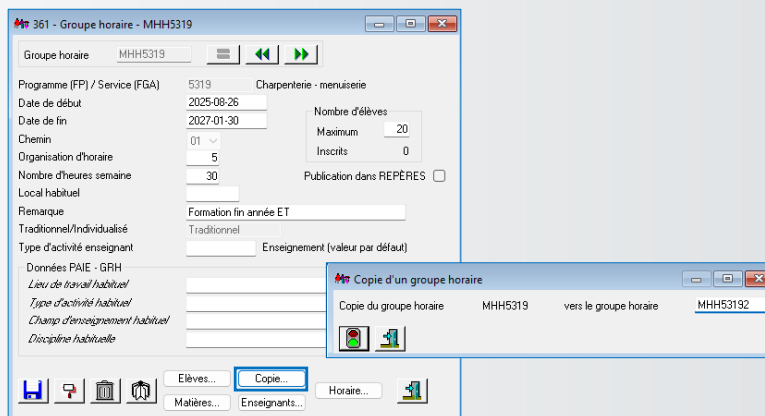 361 - Groupe horaire - MHH5319
Groupe horaire MHH5319
Programme (FP) / Service (FGA) 5319 Charpenterie - menuiserie
Date de début 2025-08-26
Date de fin 2027-01-30
Nombre d'élèves
Maximum 20
Inscrits 0
Chemin 01
Organisation d'horaire 5
Nombre d'heures semaine 30
Publication dans REPÈRES
Local habituel
Remarque Formation fin année ET
Traditionnel/Individualisé Traditionnel
Type d'activité enseignant Enseignement (valeur par défaut)
Données PAIE - GRH
Lieu de travail habituel
Type d'activité habituel
Champ d'enseignement habituel
Discipline habituelle
Elèves... Copie...
Horaire...
Matières... Enseignants...
Copie d'un groupe horaire
Copie du groupe horaire MHH5319 vers le groupe horaire MHH53192